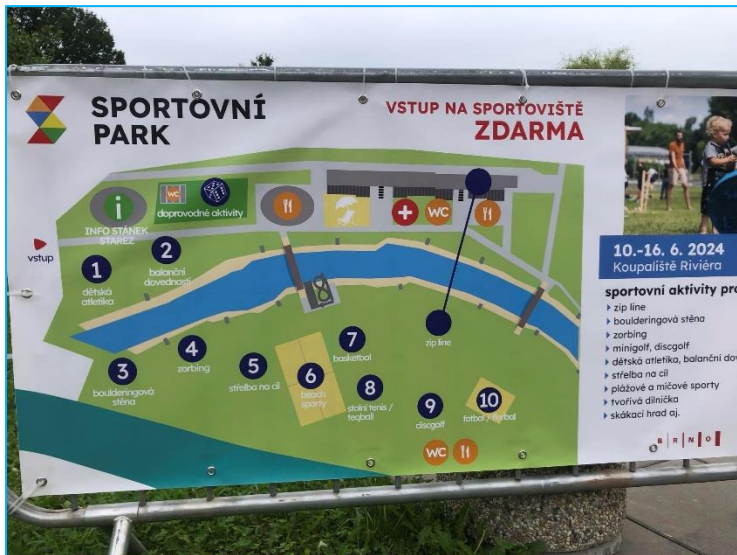 SPORTOVNÍ
PARK
VSTUP NA SPORTOVIŠTĚ
ZDARMA
i
INFO STÁNEK
STAREZ
WC
doprovodné aktivity
WC
vstup
1
dětská
atletika
2
balanční
dovednosti
3
boulderingová
stěna
4
zorbing
5
střelba na cíl
6
beach
sporty
7
basketbal
8
stolní tenis /
teqball
zip line
9
discgolf
10
fotbal / florbal
WC
10.-16. 6. 2024
Koupaliště Riviéra
sportovní aktivity pro
zip line
boulderingová stěna
zorbing
minigolf, discgolf
dětská atletika, balanční dov
střelba na cíl
plážové a míčové sporty
tvořivá dílnička
skákací hrad aj.
BRNO